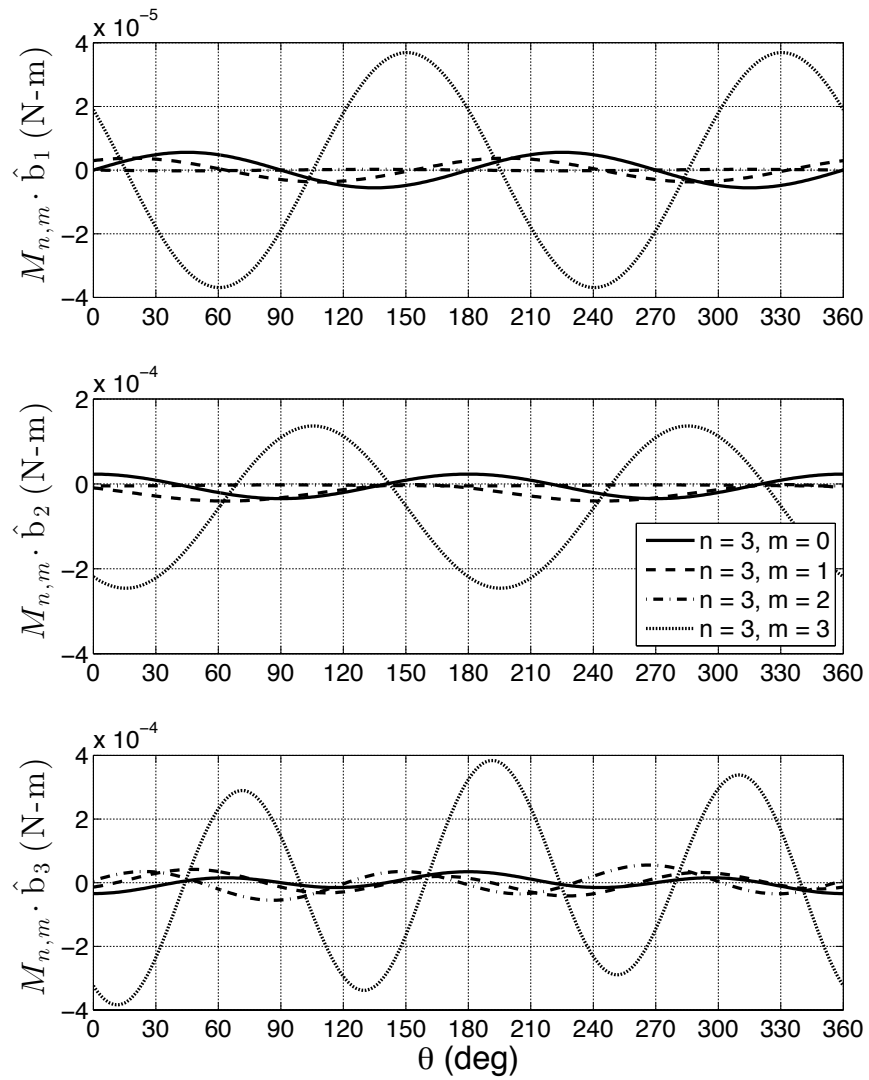 x 10⁻⁵
4
2
0
−2
−4
0 30 60 90 120 150 180 210 240 270 300 330 360
M_{n,m} · b̂_1 (N-m)
x 10⁻⁴
2
0
−2
−4
0 30 60 90 120 150 180 210 240 270 300 330 360
M_{n,m} · b̂_2 (N-m)
n = 3, m = 0
n = 3, m = 1
n = 3, m = 2
n = 3, m = 3
x 10⁻⁴
4
2
0
−2
−4
0 30 60 90 120 150 180 210 240 270 300 330 360
M_{n,m} · b̂_3 (N-m)
θ (deg)